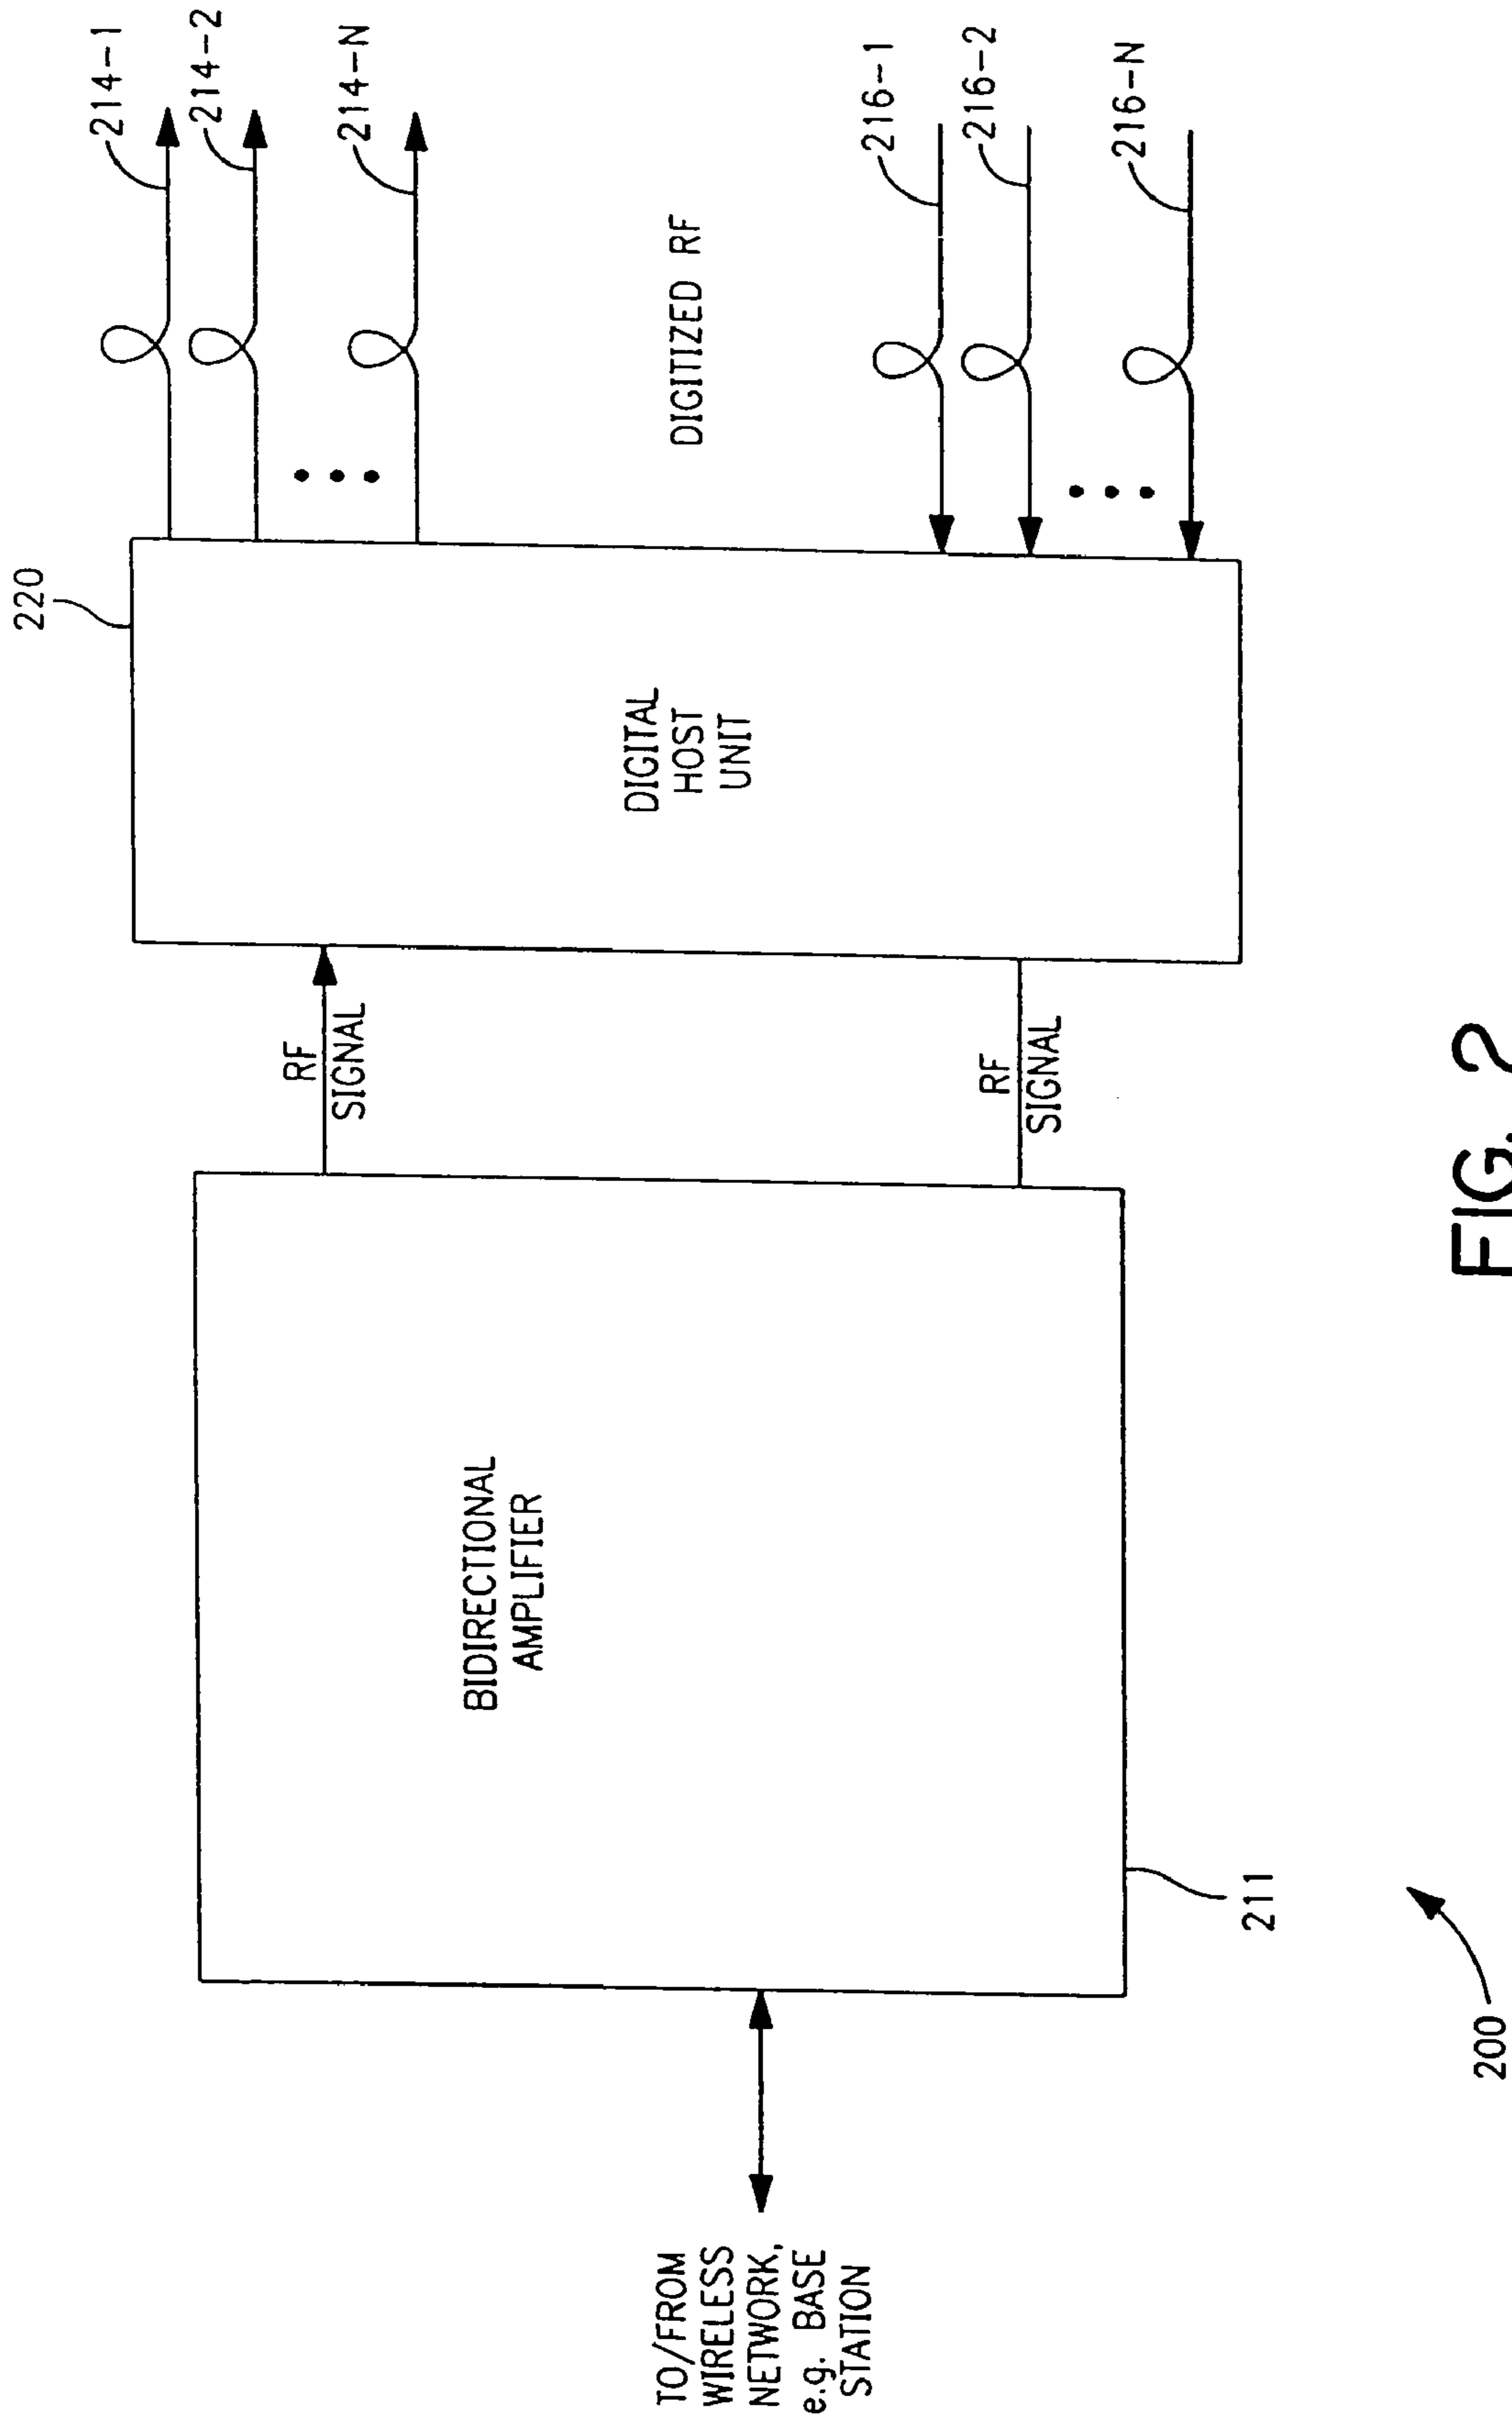 220
214-1
214-2
214-N
RF
SIGNAL
DIGITAL
HOST
UNIT
DIGITIZED RF
BIDIRECTIONAL
AMPLIFIER
TO/FROM
WIRELESS
NETWORK,
e.g. BASE
STATION
RF
SIGNAL
216-1
216-2
216-N
211
200
FIG. 2